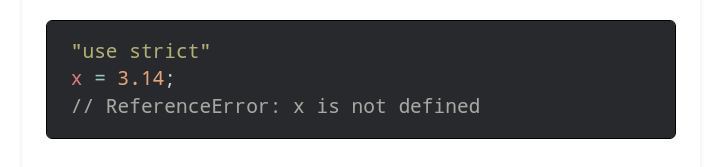 "use strict"
x = 3.14;
// ReferenceError: x is not defined